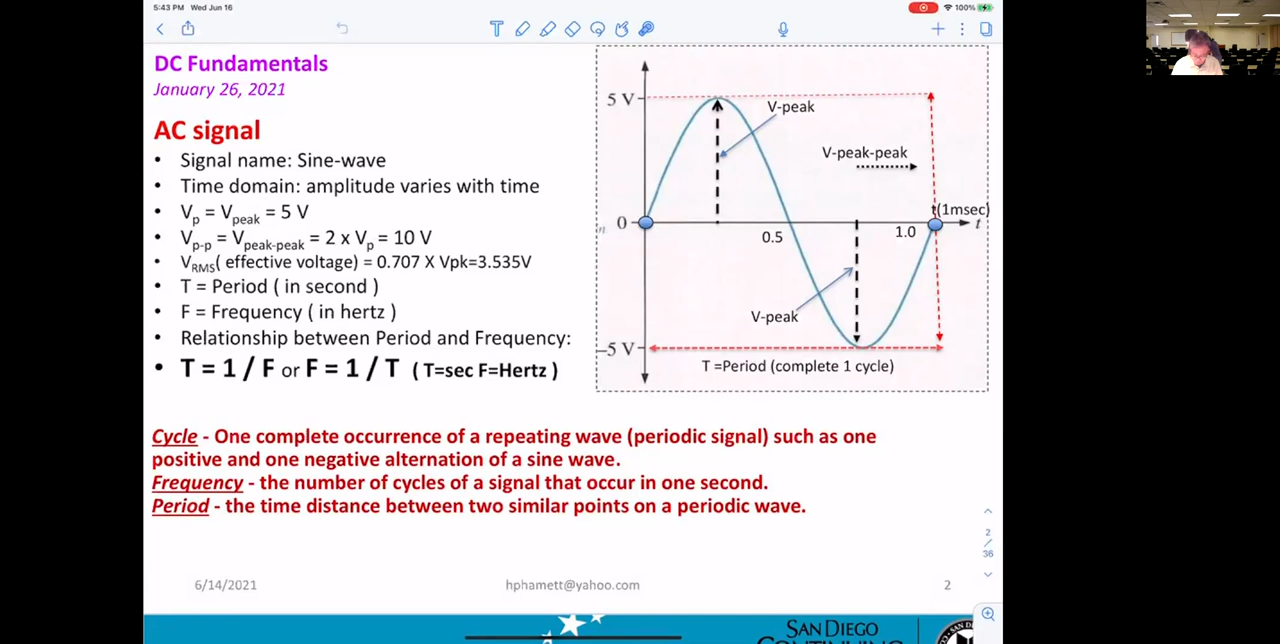 5:43 PM Wed Jun 16
100%
T
DC Fundamentals
January 26, 2021
AC signal
• Signal name: Sine-wave
• Time domain: amplitude varies with time
• Vp = Vpeak = 5 V
• Vp-p = Vpeak-peak = 2 x Vp = 10 V
• VRMS( effective voltage) = 0.707 X Vpk=3.535V
• T = Period ( in second )
• F = Frequency ( in hertz )
• Relationship between Period and Frequency:
• T = 1 / F or F = 1 / T ( T=sec F=Hertz )
5 V
V-peak
V-peak-peak
t(1msec)
0
t
0.5
1.0
V-peak
–5 V
T =Period (complete 1 cycle)
Cycle - One complete occurrence of a repeating wave (periodic signal) such as one
positive and one negative alternation of a sine wave.
Frequency - the number of cycles of a signal that occur in one second.
Period - the time distance between two similar points on a periodic wave.
2
/
36
6/14/2021
hphamett@yahoo.com
2
SAN DIEGO